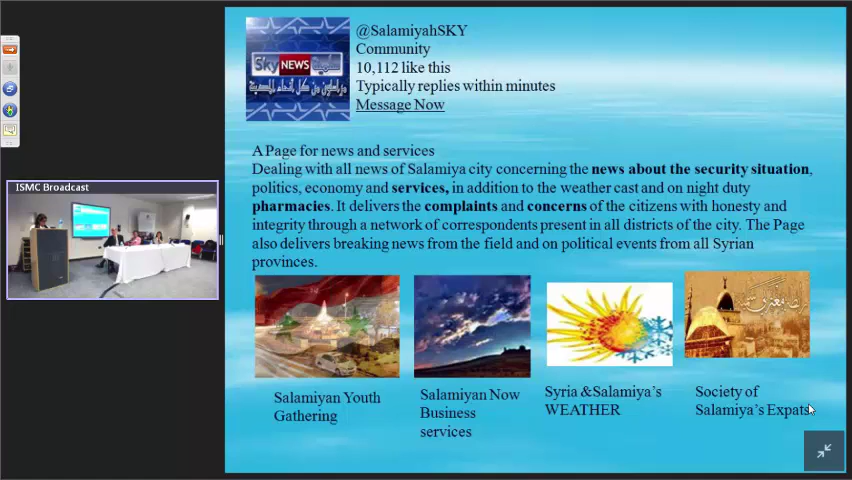 ISMC Broadcast
Sky NEWS سلمية
@SalamiyahSKY
Community
10,112 like this
Typically replies within minutes
Message Now
A Page for news and services
Dealing with all news of Salamiya city concerning the news about the security situation,
politics, economy and services, in addition to the weather cast and on night duty
pharmacies. It delivers the complaints and concerns of the citizens with honesty and
integrity through a network of correspondents present in all districts of the city. The Page
also delivers breaking news from the field and on political events from all Syrian
provinces.
Salamiyan Youth
Gathering
Salamiyan Now
Business
services
Syria &Salamiya's
WEATHER
Society of
Salamiya's Expats